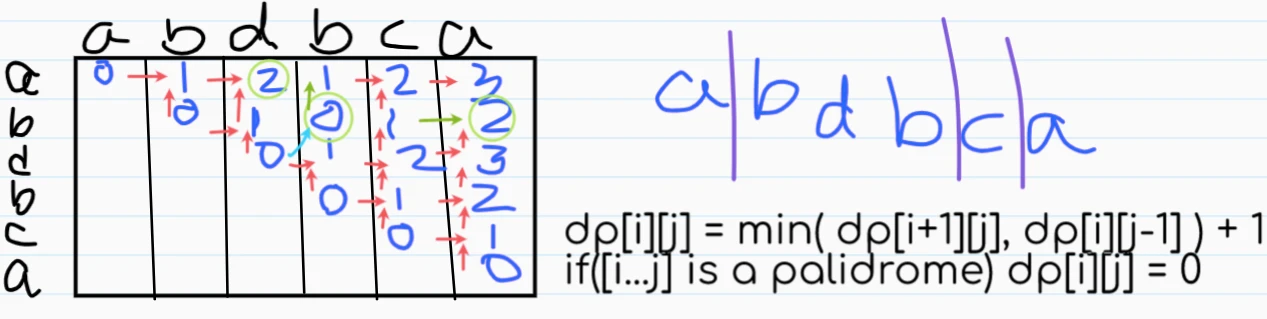 a b d b c a
a 0 1 2 1 2 3
b 0 1 0 1 2
d 0 1 2 3
b 0 1 2
c 0 1
a 0
a|bdb|c|a
dp[i][j] = min( dp[i+1][j], dp[i][j-1] ) + 1
if([i...j] is a palidrome) dp[i][j] = 0